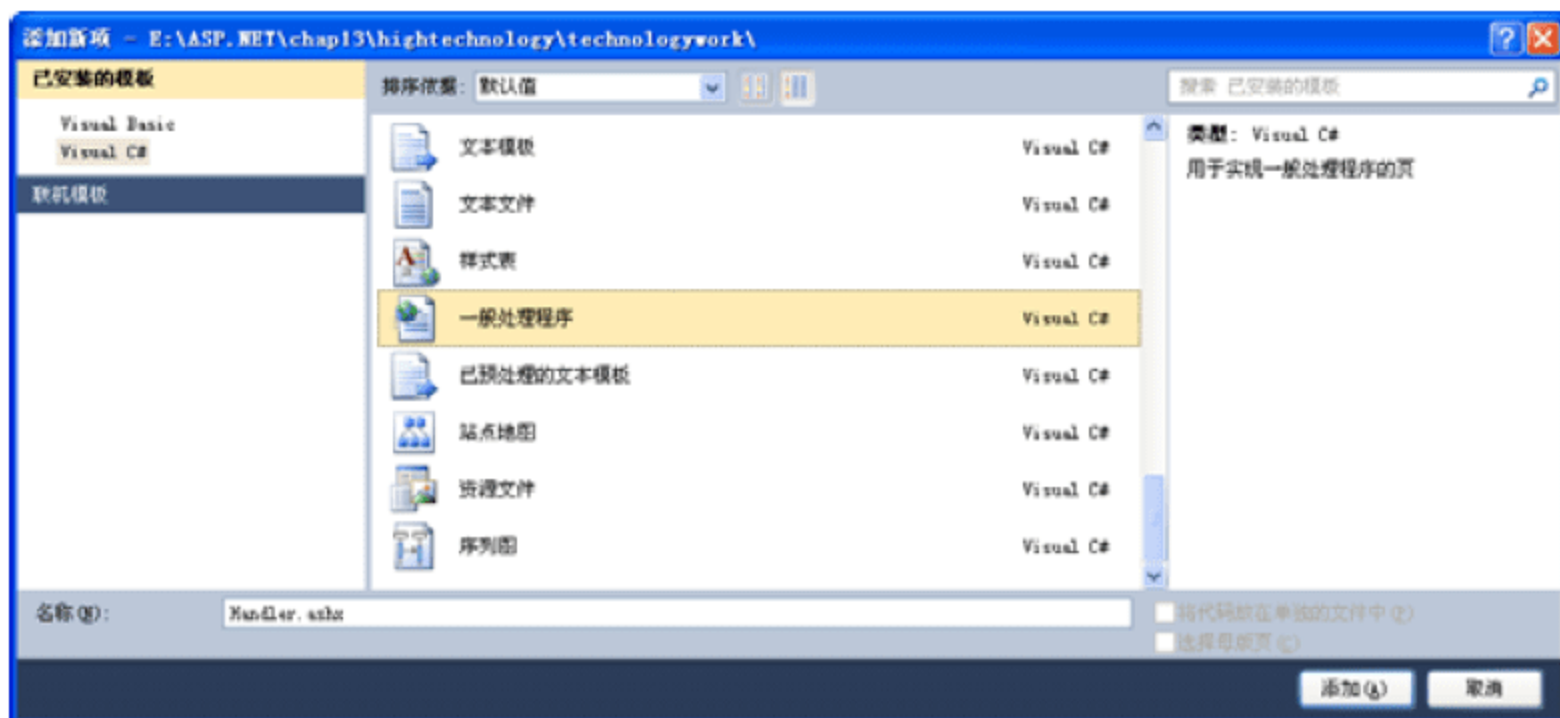 添加新项 - E:\ASP.NET\chap13\hightechnology\technologywork\
已安装的模板
Visual Basic
Visual C#
联机模板
排序依据: 默认值
搜索 已安装的模板
文本模板 Visual C#
文本文件 Visual C#
样式表 Visual C#
一般处理程序 Visual C#
已预处理的文本模板 Visual C#
站点地图 Visual C#
资源文件 Visual C#
序列图 Visual C#
类型: Visual C#
用于实现一般处理程序的页
名称(N): Handler.ashx
将代码放在单独的文件中(P)
选择母版页(S)
添加(A)
取消